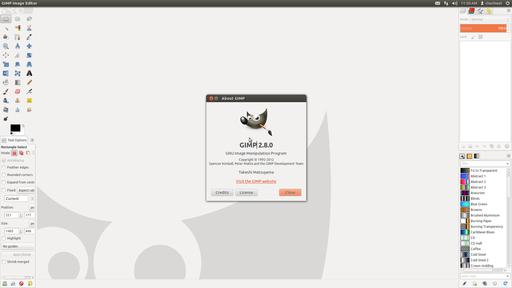 GIMP Image Editor
11:30 AM
About GIMP
GIMP 2.8.0
GNU Image Manipulation Program
Copyright © 1995-2012
Spencer Kimball, Peter Mattis and the GIMP Development Team
Takeshi Matsuyama
Visit the GIMP website
Credits
License
Close
Tool Options
Rectangle Select
Mode:
Antialiasing
Feather edges
Rounded corners
Expand from center
Fixed:
Current
Position:
Size:
Highlight
No guides
Auto Shrink
Shrink merged
FG to Transparent
Abstract 1
Abstract 2
Abstract 3
Aneurism
Blinds
Blue Green
Browns
Brushed Aluminium
Burning Paper
Burning Transparency
Caribbean Blues
CD
CD Half
Coffee
Cold Steel
Cold Steel 2
Crown molding